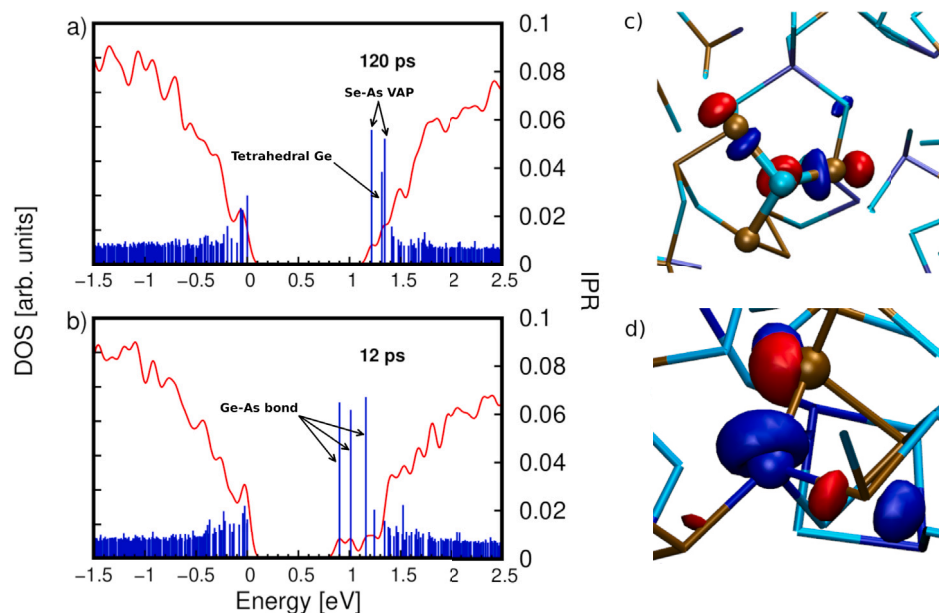 a)
120 ps
Se-As VAP
Tetrahedral Ge
0.1
0.08
0.06
0.04
0.02
0
−1.5 −1 −0.5 0 0.5 1 1.5 2 2.5
b)
12 ps
Ge-As bond
0.1
0.08
0.06
0.04
0.02
0
−1.5 −1 −0.5 0 0.5 1 1.5 2 2.5
Energy [eV]
DOS [arb. units]
IPR
c)
d)